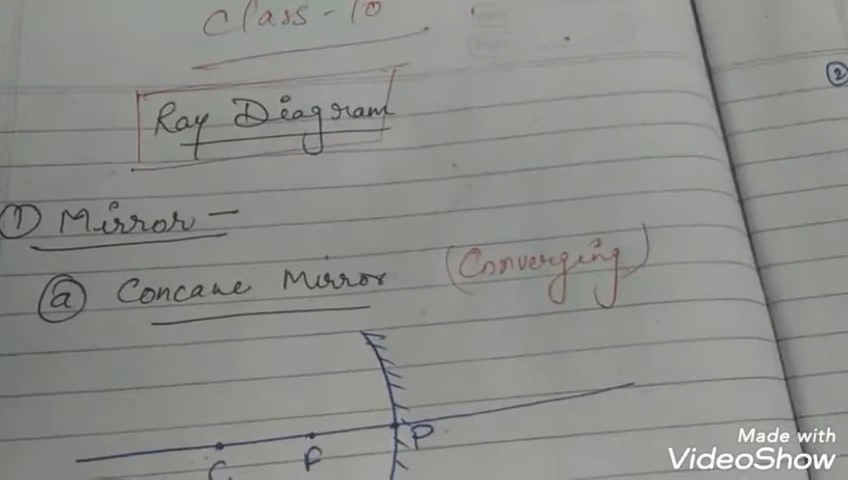 Class - 10
Ray Diagram
②
① Mirror -
ⓐ Concave Mirror (Converging)
P
C F
Made with
VideoShow